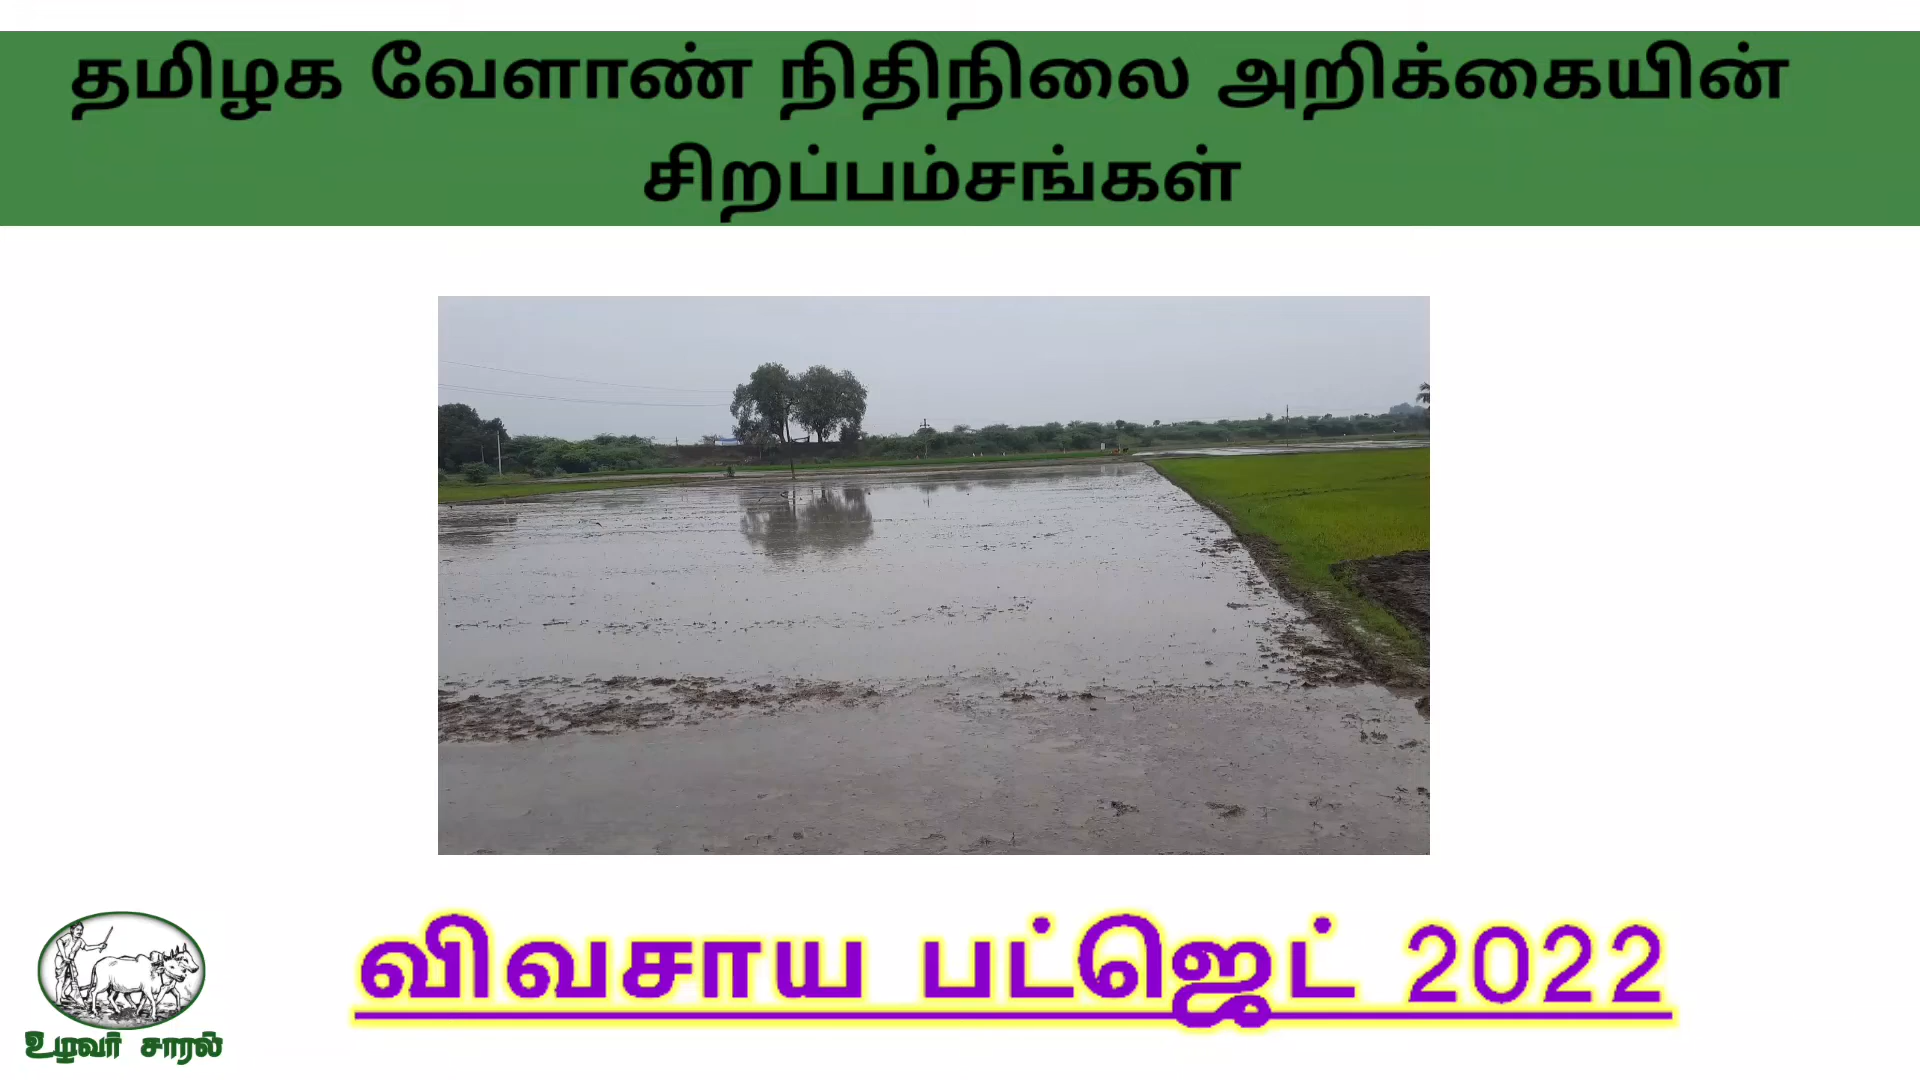 தமிழக வேளாண் நிதிநிலை அறிக்கையின்
சிறப்பம்சங்கள்
விவசாய பட்ஜெட் 2022
உழவர் சாரல்